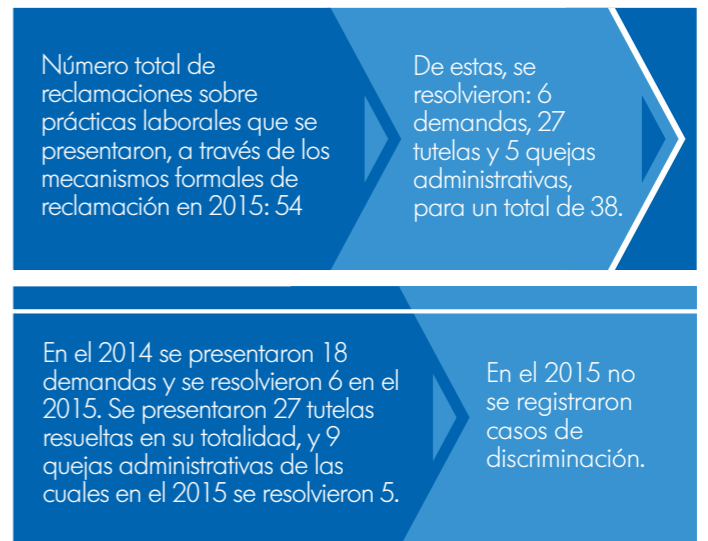 Número total de
reclamaciones sobre
prácticas laborales que se
presentaron, a través de los
mecanismos formales de
reclamación en 2015: 54
De estas, se
resolvieron: 6
demandas, 27
tutelas y 5 quejas
administrativas,
para un total de 38.
En el 2014 se presentaron 18
demandas y se resolvieron 6 en el
2015. Se presentaron 27 tutelas
resueltas en su totalidad, y 9
quejas administrativas de las
cuales en el 2015 se resolvieron 5.
En el 2015 no
se registraron
casos de
discriminación.